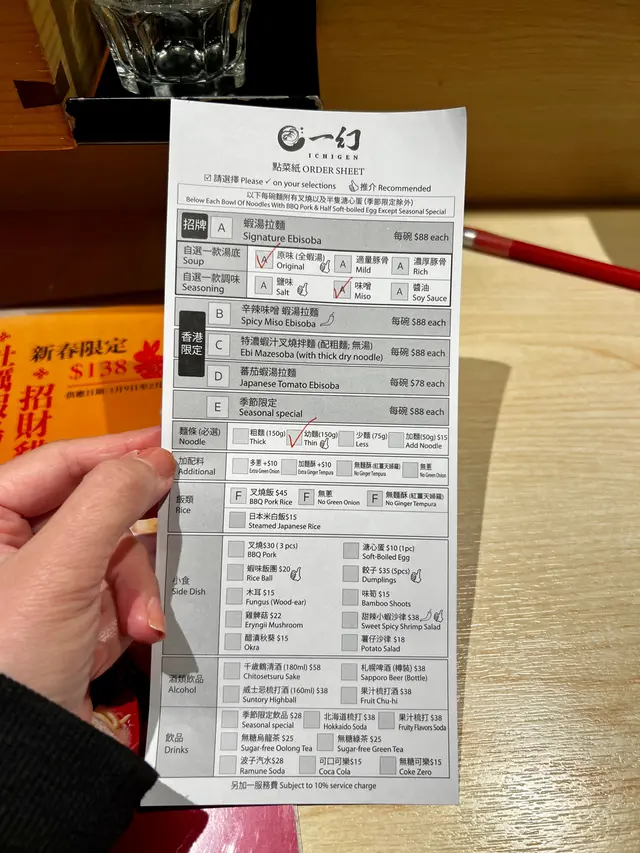 一幻
ICHIGEN
點菜紙 ORDER SHEET
☑ 請選擇 Please ✓ on your selections 推介 Recommended
以下每碗麵附有叉燒以及半隻溏心蛋 (季節限定除外)
Below Each Bowl Of Noodles With BBQ Pork & Half Soft-boiled Egg Except Seasonal Special
招牌 A 蝦湯拉麵
Signature Ebisoba 每碗 $88 each
自選一款湯底 A 原味 (全蝦湯) A 適量豚骨 A 濃厚豚骨
Soup Original Mild Rich
自選一款調味 A 鹽味 A 味噌 A 醬油
Seasoning Salt Miso Soy Sauce
香港
限定
B 辛辣味噌 蝦湯拉麵
Spicy Miso Ebisoba 每碗 $88 each
C 特濃蝦汁叉燒拌麵 (配粗麵; 無湯)
Ebi Mazesoba (with thick dry noodle) 每碗 $88 each
D 蕃茄蝦湯拉麵
Japanese Tomato Ebisoba 每碗 $78 each
E 季節限定
Seasonal special 每碗 $88 each
麵條 (必選) 粗麵 (150g) 幼麵(150g) 少麵 (75g) 加麵(50g) $15
Noodle Thick Thin Less Add Noodle
加配料 多蔥 +$10 加麵酥 +$10 無麵酥 (紅薑天婦羅) 無蔥
Additional Extra Green Onion Extra Ginger Tempura No Ginger Tempura No Green Onion
飯類 F 叉燒飯 $45 F 無蔥 F 無麵酥 (紅薑天婦羅)
Rice BBQ Pork Rice No Green Onion No Ginger Tempura
日本米白飯$15
Steamed Japanese Rice
小食
Side Dish
叉燒$30 ( 3 pcs) 溏心蛋 $10 (1pc)
BBQ Pork Soft-Boiled Egg
蝦味飯團 $20 餃子 $35 (5pcs)
Rice Ball Dumplings
木耳 $15 味筍 $15
Fungus (Wood-ear) Bamboo Shoots
雞髀菇 $22 甜辣小蝦沙律 $38
Eryngii Mushroom Sweet Spicy Shrimp Salad
醋漬秋葵 $15 薯仔沙律 $18
Okra Potato Salad
酒類飲品
Alcohol
千歲鶴清酒 (180ml) $58 札幌啤酒 (樽裝) $38
Chitosetsuru Sake Sapporo Beer (Bottle)
威士忌梳打酒 (160ml) $38 果汁梳打酒 $38
Suntory Highball Fruit Chu-hi
飲品
Drinks
季節限定飲品 $28 北海道梳打 $38 果汁梳打 $38
Seasonal special Hokkaido Soda Fruity Flavors Soda
無糖烏龍茶 $25 無糖綠茶 $25
Sugar-free Oolong Tea Sugar-free Green Tea
波子汽水$28 可口可樂$15 無糖可樂$15
Ramune Soda Coca Cola Coke Zero
另加一服務費 Subject to 10% service charge
新春限定
$138
招財